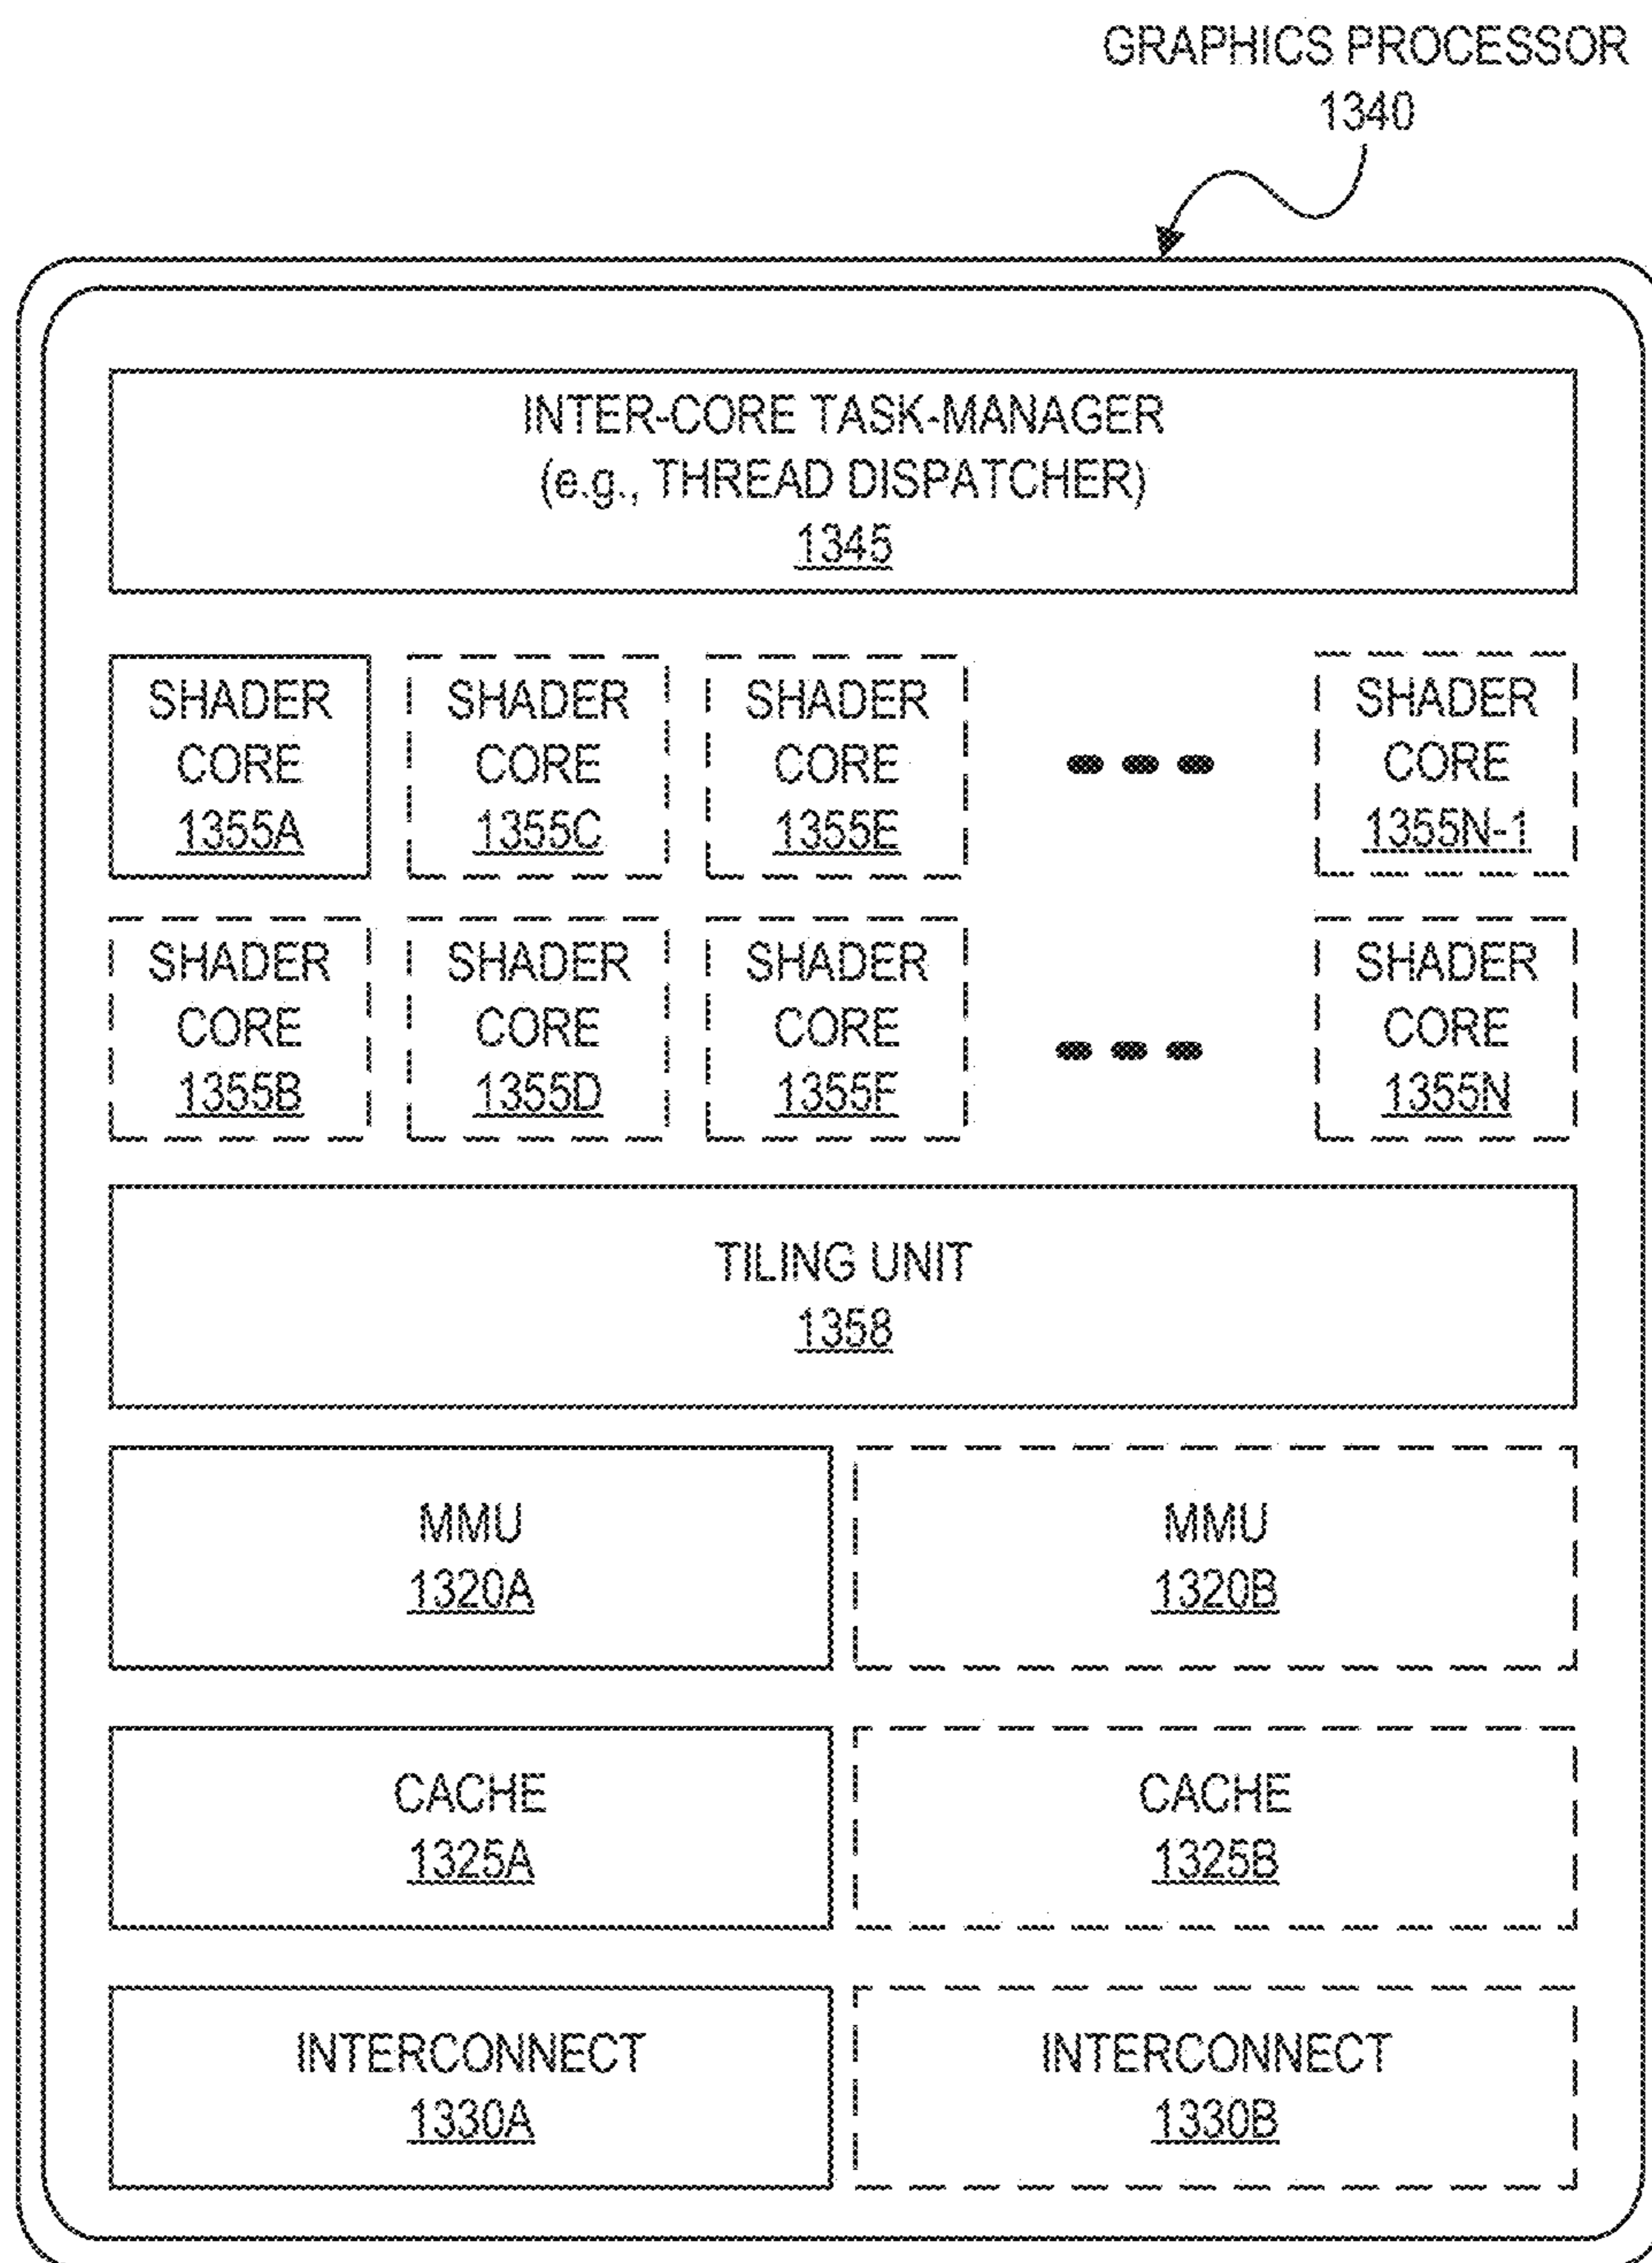 GRAPHICS PROCESSOR
1340
INTER-CORE TASK-MANAGER
(e.g., THREAD DISPATCHER)
1345
SHADER
CORE
1355A
SHADER
CORE
1355C
SHADER
CORE
1355E
SHADER
CORE
1355N-1
SHADER
CORE
1355B
SHADER
CORE
1355D
SHADER
CORE
1355F
SHADER
CORE
1355N
TILING UNIT
1358
MMU
1320A
MMU
1320B
CACHE
1325A
CACHE
1325B
INTERCONNECT
1330A
INTERCONNECT
1330B